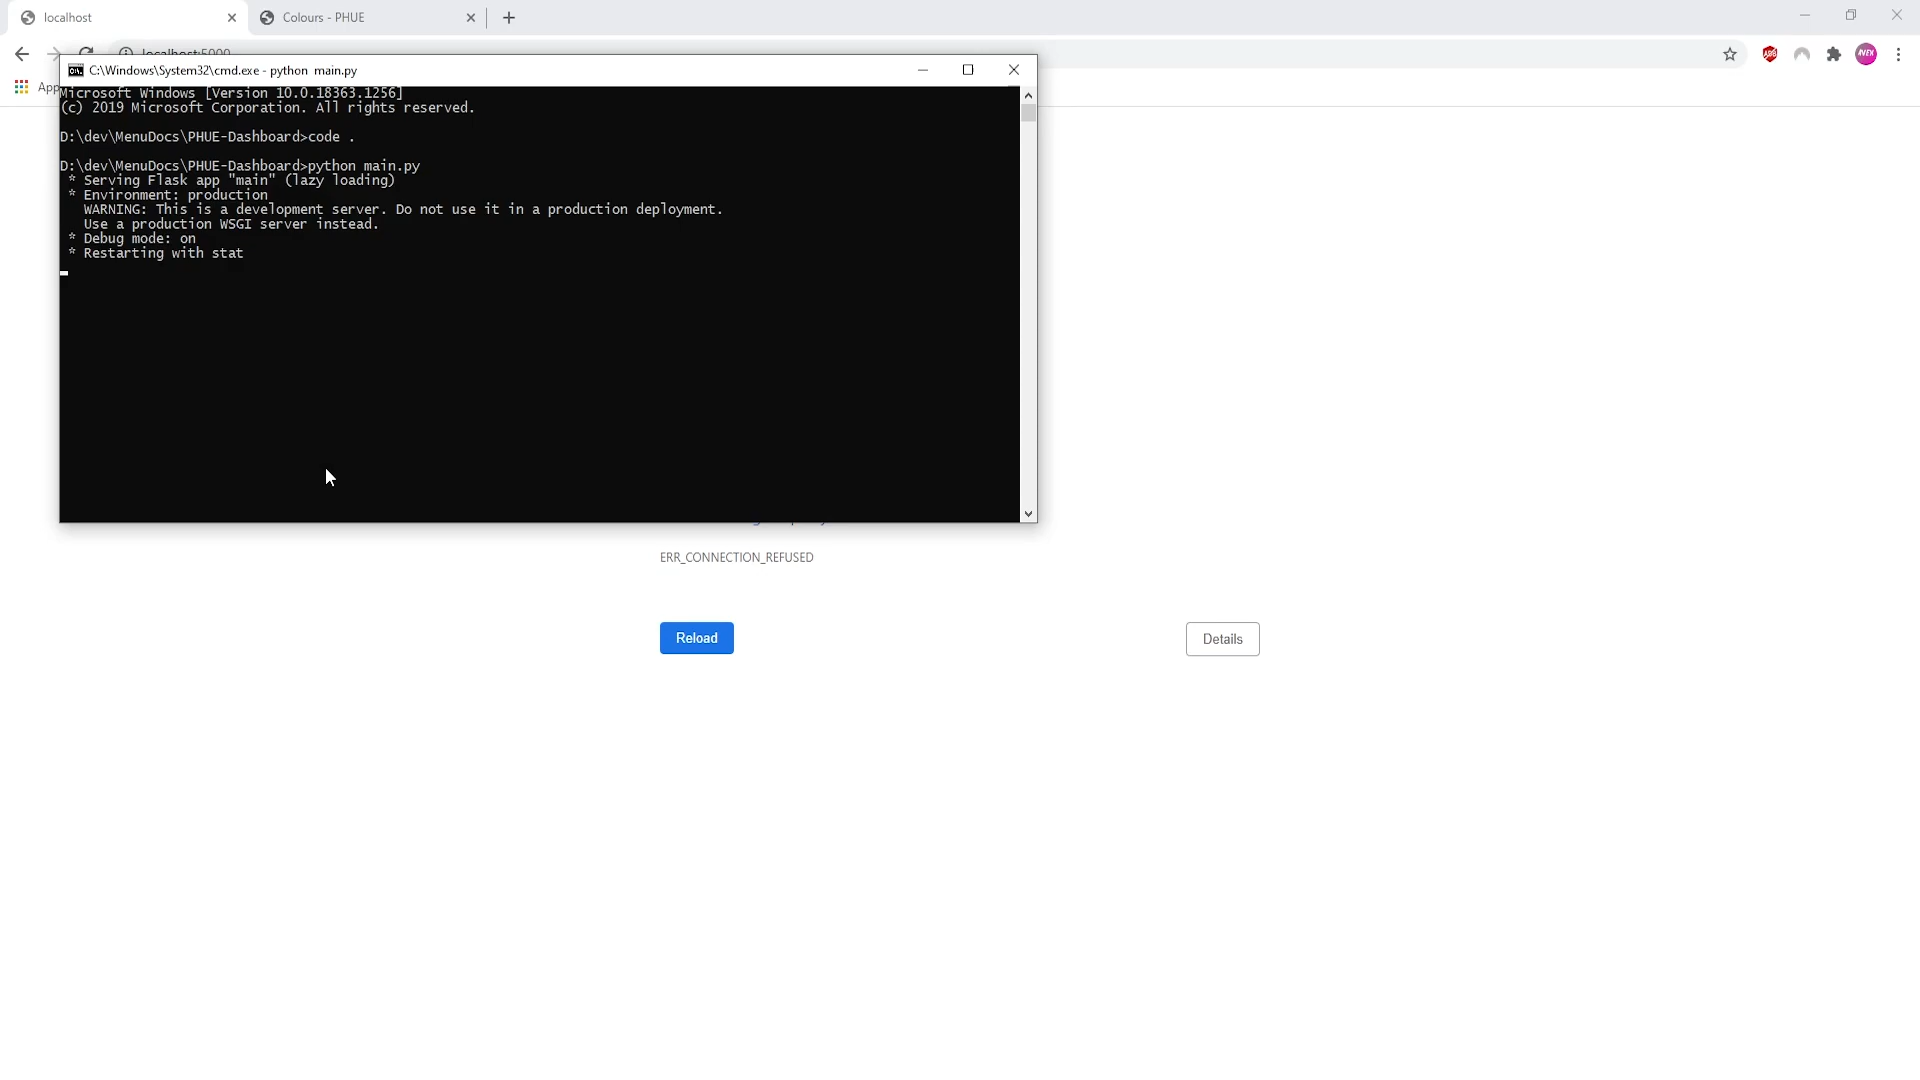 localhost
Colours - PHUE
localhost:5000
App
C:\Windows\System32\cmd.exe - python  main.py
Microsoft Windows [Version 10.0.18363.1256]
(c) 2019 Microsoft Corporation. All rights reserved.
D:\dev\MenuDocs\PHUE-Dashboard>code .
D:\dev\MenuDocs\PHUE-Dashboard>python main.py
* Serving Flask app "main" (lazy loading)
* Environment: production
WARNING: This is a development server. Do not use it in a production deployment.
Use a production WSGI server instead.
* Debug mode: on
* Restarting with stat
ERR_CONNECTION_REFUSED
Reload
Details